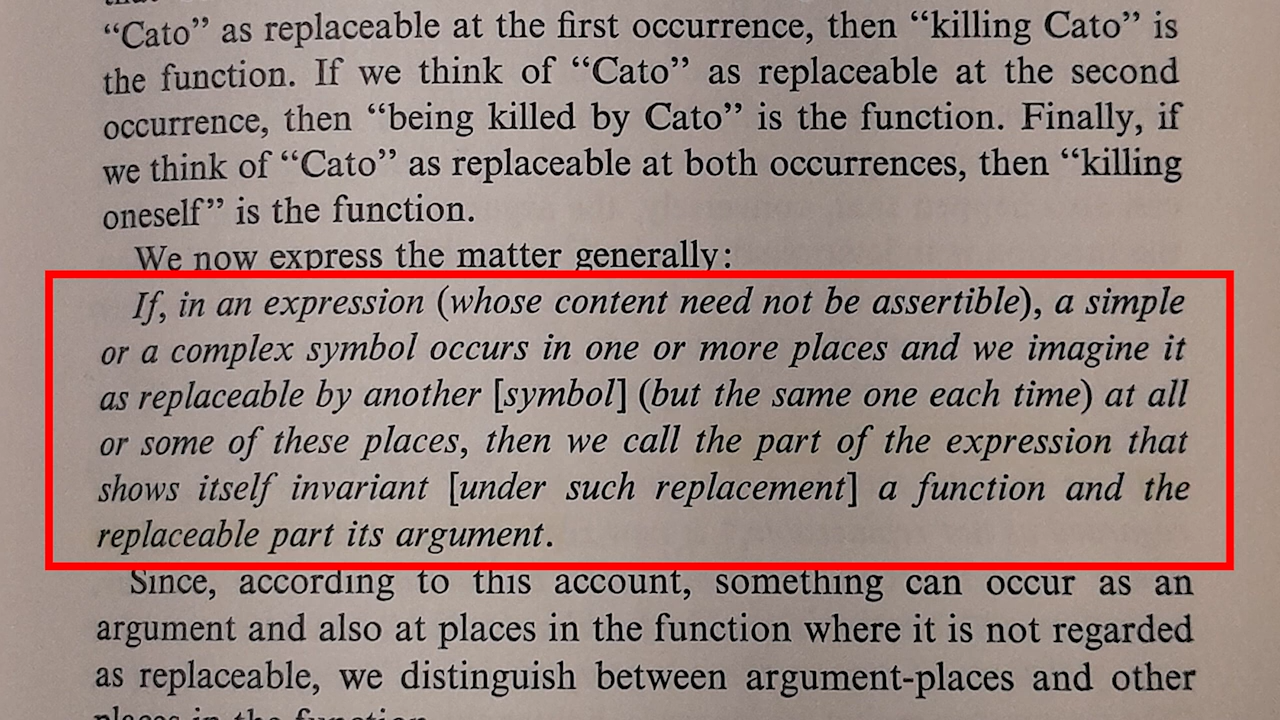 “Cato” as replaceable at the first occurrence, then “killing Cato” is
the function. If we think of “Cato” as replaceable at the second
occurrence, then “being killed by Cato” is the function. Finally, if
we think of “Cato” as replaceable at both occurrences, then “killing
oneself” is the function.
We now express the matter generally:
If, in an expression (whose content need not be assertible), a simple
or a complex symbol occurs in one or more places and we imagine it
as replaceable by another [symbol] (but the same one each time) at all
or some of these places, then we call the part of the expression that
shows itself invariant [under such replacement] a function and the
replaceable part its argument.
Since, according to this account, something can occur as an
argument and also at places in the function where it is not regarded
as replaceable, we distinguish between argument-places and other
places in the function.